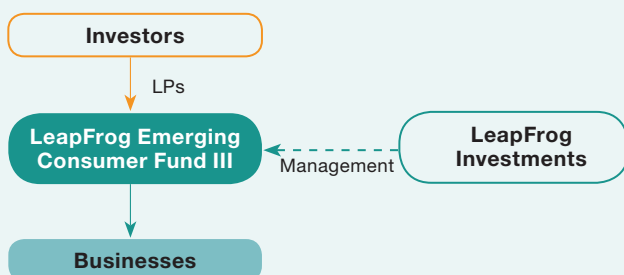 Investors
LPs
LeapFrog Emerging
Consumer Fund III
Management
LeapFrog
Investments
Businesses